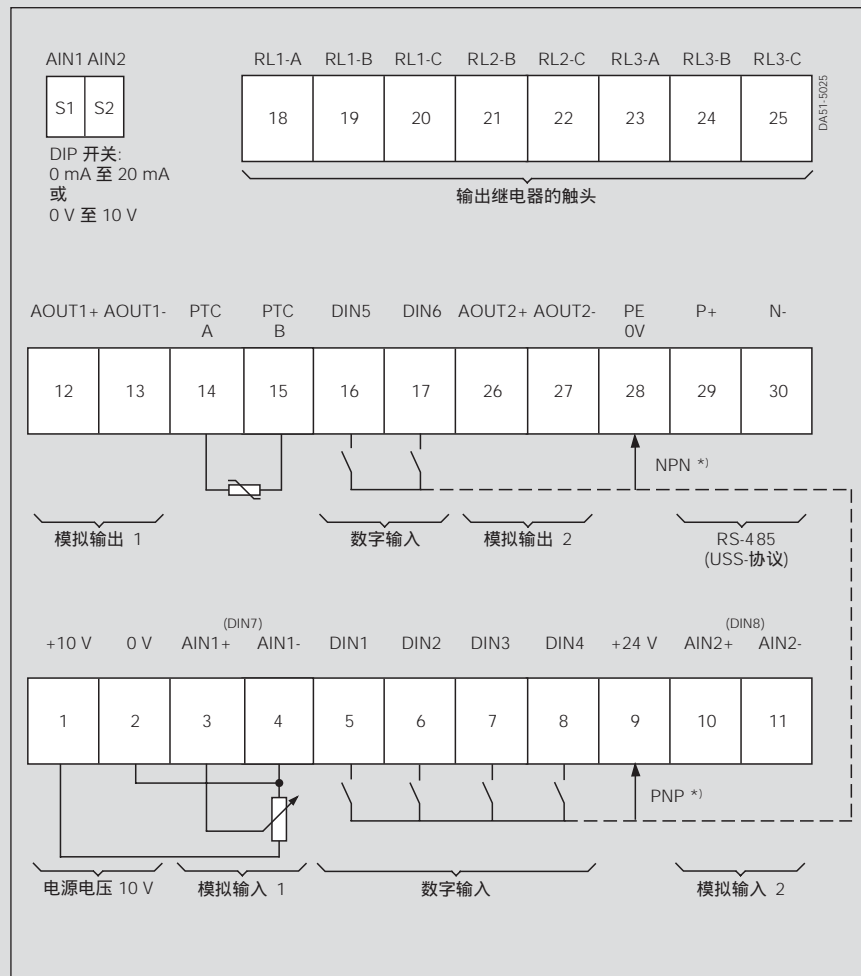 AIN1 AIN2
S1 S2
DIP 开关:
0 mA 至 20 mA
或
0 V 至 10 V
RL1-A RL1-B RL1-C RL2-B RL2-C RL3-A RL3-B RL3-C
18 19 20 21 22 23 24 25
DA51-5025
输出继电器的触头
AOUT1+ AOUT1- PTC A PTC B DIN5 DIN6 AOUT2+ AOUT2- PE 0V P+ N-
12 13 14 15 16 17 26 27 28 29 30
NPN *)
模拟输出 1 数字输入 模拟输出 2 RS-485
(USS-协议)
(DIN7) (DIN8)
+10 V 0 V AIN1+ AIN1- DIN1 DIN2 DIN3 DIN4 +24 V AIN2+ AIN2-
1 2 3 4 5 6 7 8 9 10 11
PNP *)
电源电压 10 V 模拟输入 1 数字输入 模拟输入 2